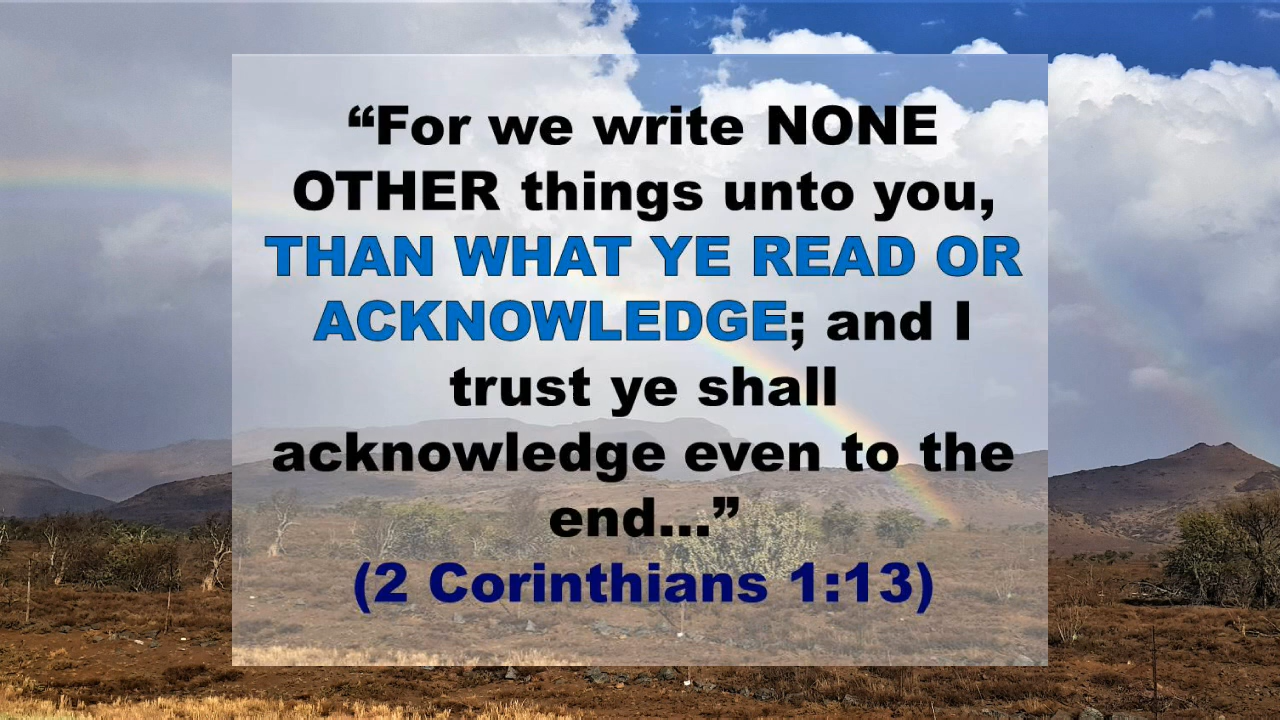 “For we write NONE
OTHER things unto you,
THAN WHAT YE READ OR
ACKNOWLEDGE; and I
trust ye shall
acknowledge even to the
end...”
(2 Corinthians 1:13)